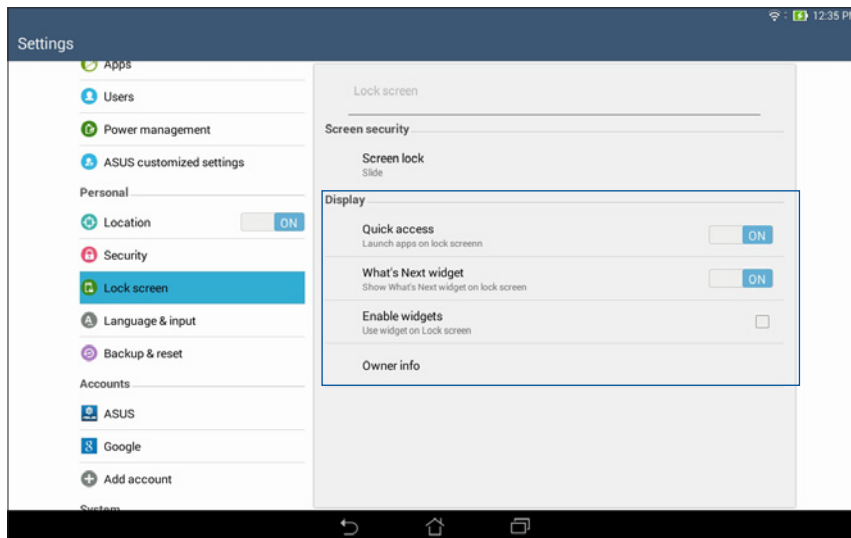 12:35 P
Settings
Apps
Users
Power management
ASUS customized settings
Personal
Location ON
Security
Lock screen
Language & input
Backup & reset
Accounts
ASUS
Google
Add account
System
Lock screen
Screen security
Screen lock
Slide
Display
Quick access
Launch apps on lock screenn
ON
What's Next widget
Show What's Next widget on lock screen
ON
Enable widgets
Use widget on Lock screen
Owner info